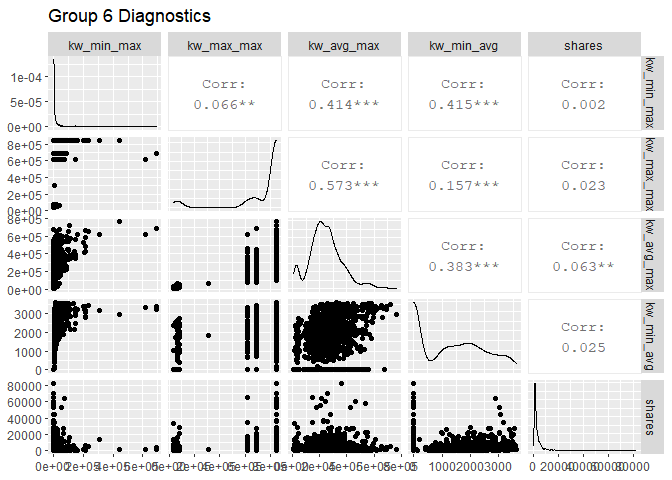 Group 6 Diagnostics
kw_min_max kw_max_max kw_avg_max kw_min_avg shares
1e-04
5e-05
0e+00
Corr:
0.066**
Corr:
0.414***
Corr:
0.415***
Corr:
0.002
kw_min_max
8e+05
6e+05
4e+05
2e+05
0e+00
Corr:
0.573***
Corr:
0.157***
Corr:
0.023
kw_max_max
8e+05
6e+05
4e+05
2e+05
0e+00
Corr:
0.383***
Corr:
0.063**
kw_avg_max
3000
2000
1000
0
Corr:
0.025
kw_min_avg
80000
60000
40000
20000
0
shares